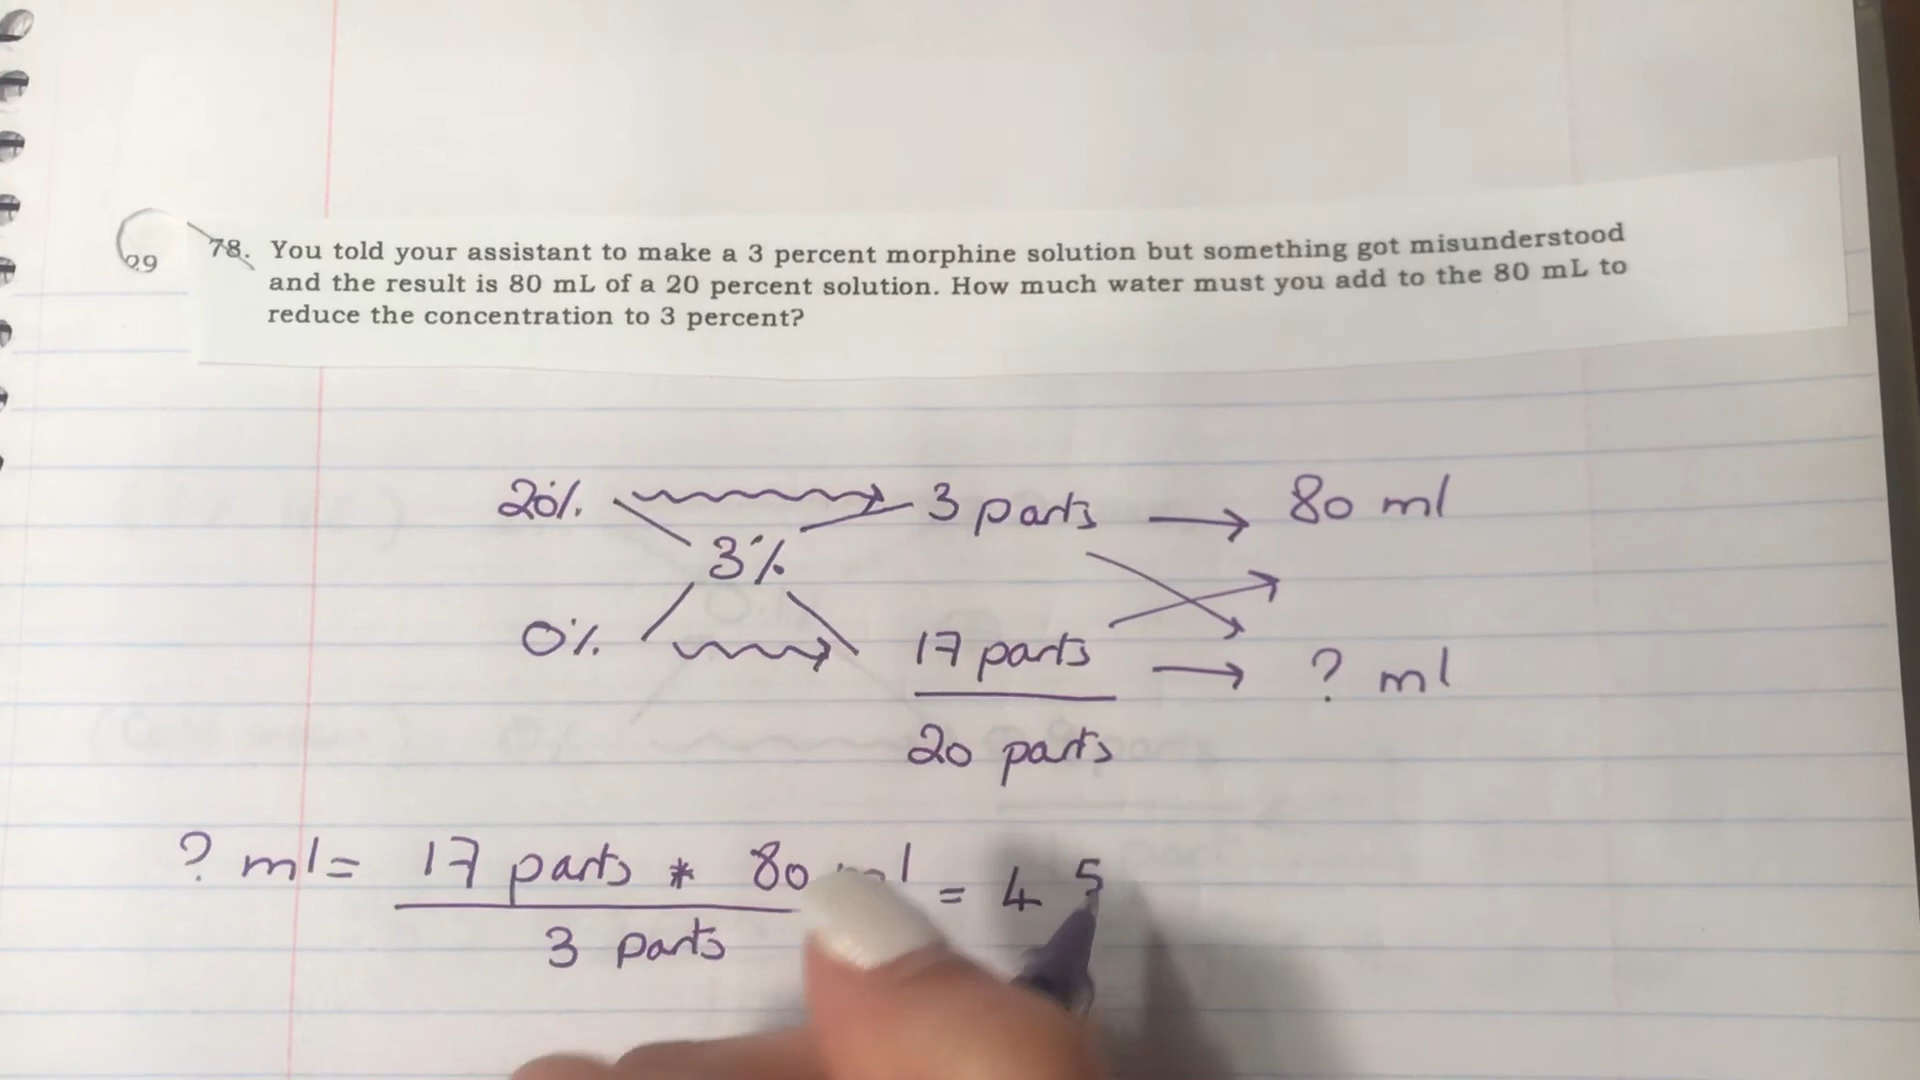 29 78. You told your assistant to make a 3 percent morphine solution but something got misunderstood
and the result is 80 mL of a 20 percent solution. How much water must you add to the 80 mL to
reduce the concentration to 3 percent?
20% 3 parts → 80 ml
3%
0% 17 parts → ? ml
20 parts
? ml = 17 parts * 80 = 4 5
3 parts